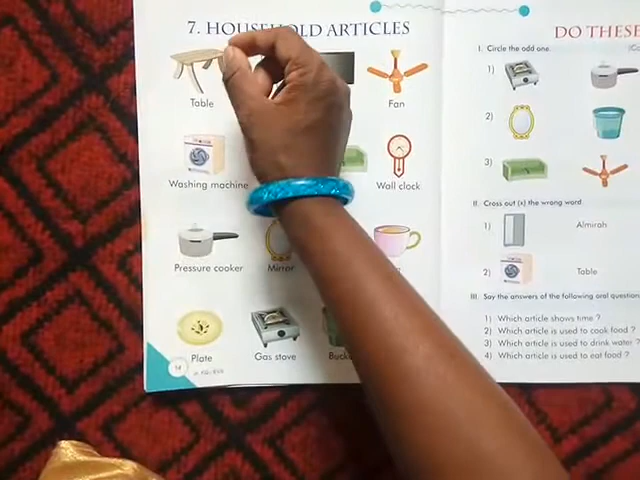 7. HOUSEHOLD ARTICLES
Table
Fan
Washing machine
Wall clock
Pressure cooker
Mirror
Plate
Gas stove
14
DO THESE
I. Circle the odd one.
1)
2)
3)
II. Cross out (x) the wrong word.
1) Almirah
2) Table
III. Say the answers of the following oral questions
1) Which article shows time ?
2) Which article is used to cook food ?
3) Which article is used to drink water ?
4) Which article is used to eat food ?